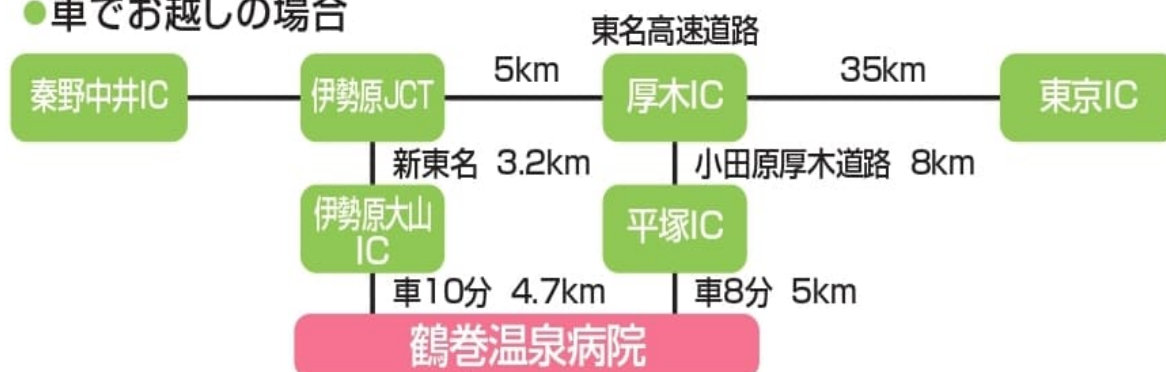 ●車でお越しの場合
東名高速道路
5km
35km
秦野中井IC
伊勢原JCT
厚木IC
東京IC
新東名 3.2km
小田原厚木道路 8km
伊勢原大山
IC
平塚IC
車10分 4.7km
車8分 5km
鶴巻温泉病院